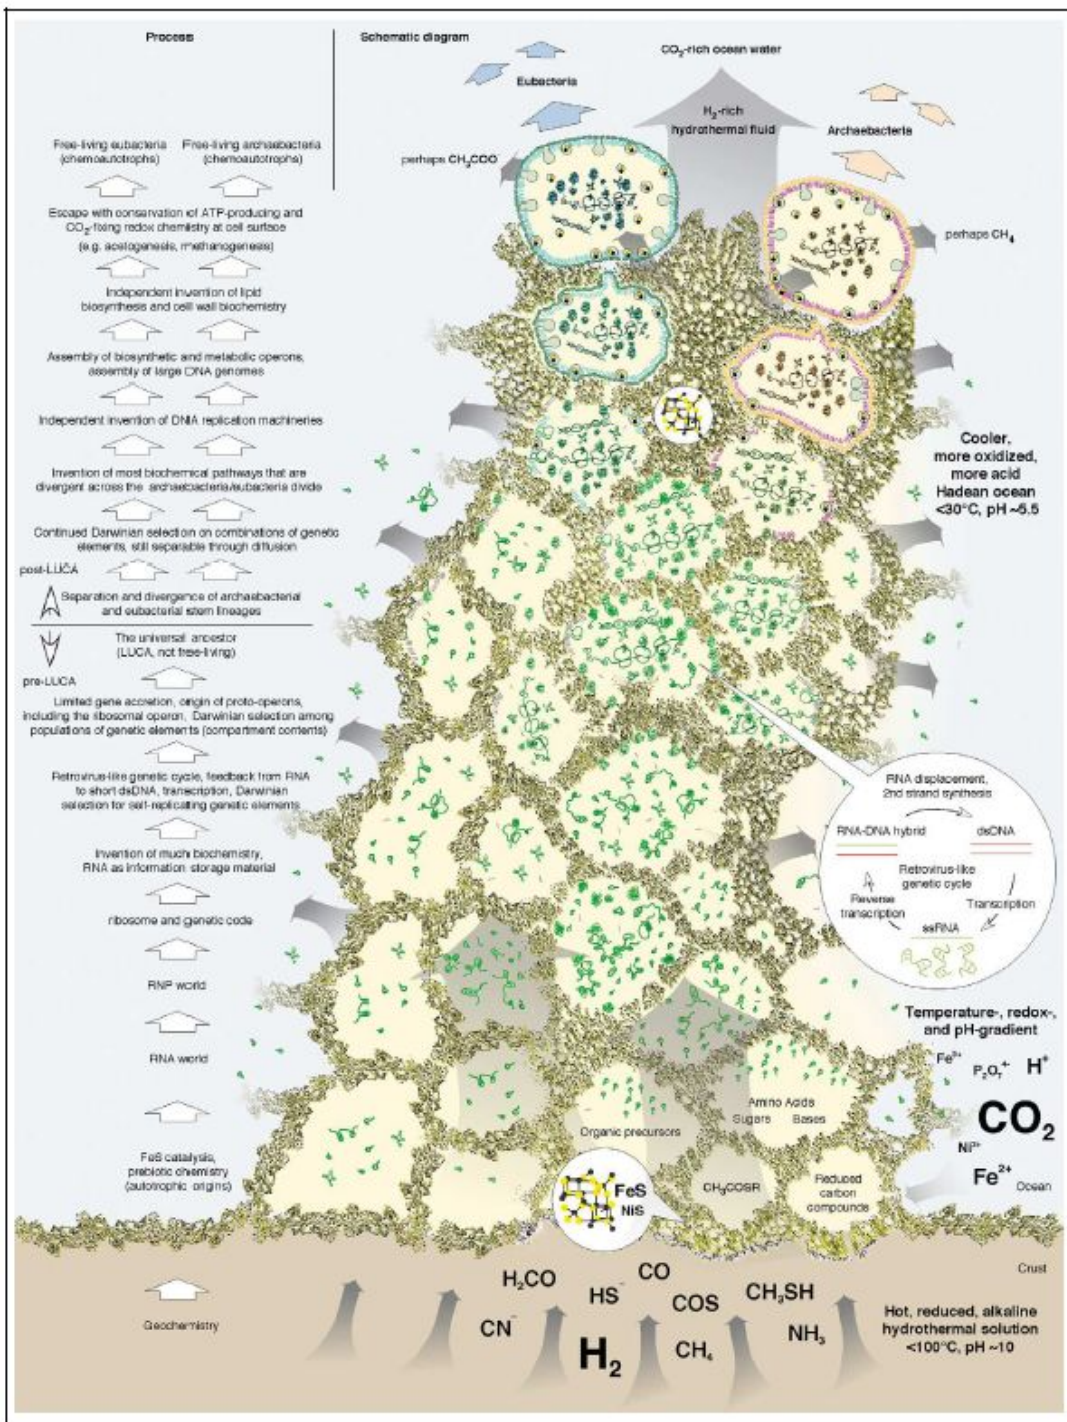 Process
Schematic diagram
CO2-rich ocean water
Eubacteria
H2-rich
hydrothermal fluid
Archaebacteria
Free-living eubacteria
(chemoautotrophs)
Free-living archaebacteria
(chemoautotrophs)
perhaps CH3COO
Escape with conservation of ATP-producing and
CO2-fixing redox chemistry at cell surface
(e.g. acetogenesis, methanogenesis)
perhaps CH4
Independent invention of lipid
biosynthesis and cell wall biochemistry
Assembly of biosynthetic and metabolic operons,
assembly of large DNA genomes
Independent invention of DNA replication machineries
Cooler,
more oxidized,
more acid
Hadean ocean
<30°C, pH ~5.5
Invention of most biochemical pathways that are
divergent across the archaebacteria/eubacteria divide
Continued Darwinian selection on combinations of genetic
elements, still separable through diffusion
post-LUCA
Separation and divergence of archaebacterial
and eubacterial stem lineages
The universal ancestor
(LUCA, not free-living)
pre-LUCA
Limited gene accretion, origin of proto-operons,
including the ribosomal operon, Darwinian selection among
populations of genetic elements (compartment contents)
Retrovirus-like genetic cycle, feedback from RNA
to short dsDNA, transcription, Darwinian
selection for self-replicating genetic elements
RNA displacement,
2nd strand synthesis
RNA-DNA hybrid
dsDNA
Retrovirus-like
genetic cycle
Reverse
transcription
Transcription
ssRNA
Invention of much biochemistry,
RNA as information storage material
ribosome and genetic code
RNP world
RNA world
Temperature-, redox-,
and pH-gradient
Fe3+
P2O7 4-
H+
CO2
Ni2+
Fe2+
Ocean
Amino Acids
Sugars Bases
Organic precursors
FeS catalysis,
prebiotic chemistry
(autotrophic origins)
FeS
NiS
CH3COSR
Reduced
carbon
compounds
Crust
H2CO
CO
HS-
COS
CH3SH
CN-
H2
CH4
NH3
Geochemistry
Hot, reduced, alkaline
hydrothermal solution
<100°C, pH ~10